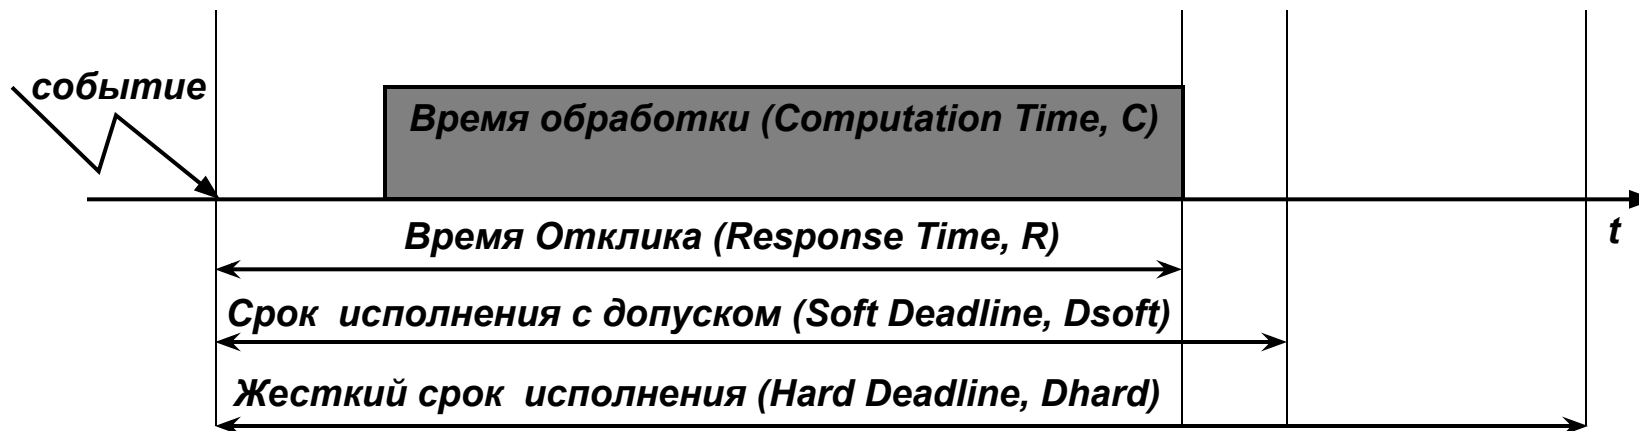 событие
Время обработки (Computation Time, C)
Время Отклика (Response Time, R)
t
Срок исполнения с допуском (Soft Deadline, Dsoft)
Жесткий срок исполнения (Hard Deadline, Dhard)